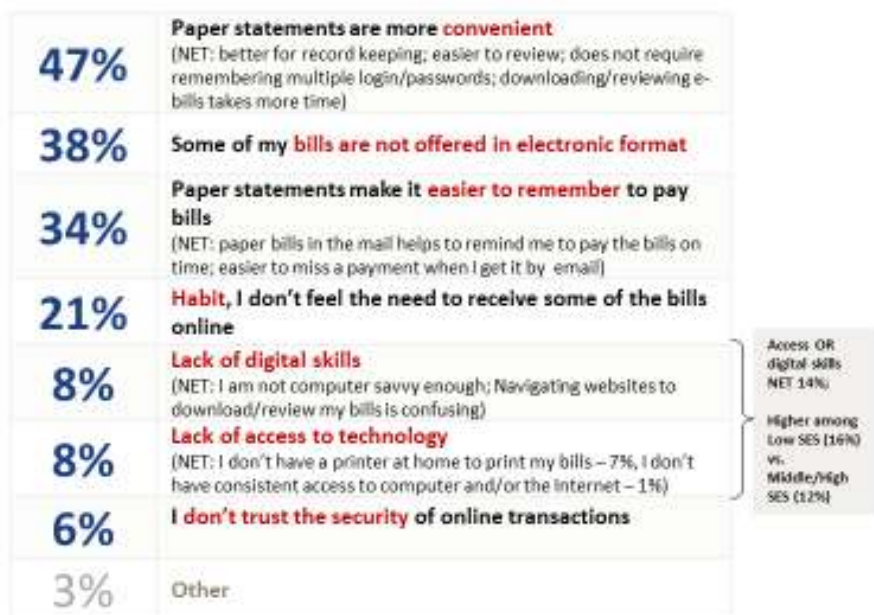 47%
Paper statements are more convenient
(NET: better for record keeping; easier to review; does not require
remembering multiple login/passwords; downloading/reviewing e-
bills takes more time)
38%
Some of my bills are not offered in electronic format
34%
Paper statements make it easier to remember to pay
bills
(NET: paper bills in the mail helps to remind me to pay the bills on
time; easier to miss a payment when I get it by email)
21%
Habit, I don't feel the need to receive some of the bills
online
8%
Lack of digital skills
(NET: I am not computer savvy enough; Navigating websites to
download/review my bills is confusing)
8%
Lack of access to technology
(NET: I don't have a printer at home to print my bills – 7%, I don't
have consistent access to computer and/or the Internet – 1%)
Access OR
digital skills
NET 14%;
Higher among
Low SES (16%)
vs.
Middle/High
SES (12%)
6%
I don't trust the security of online transactions
3%
Other